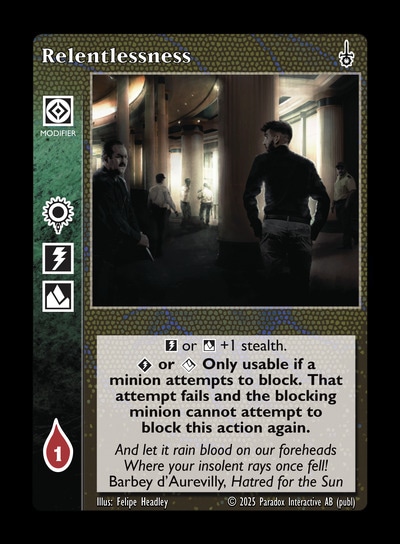 Relentlessness
MODIFIER
or +1 stealth.
or Only usable if a
minion attempts to block. That
attempt fails and the blocking
minion cannot attempt to
block this action again.
And let it rain blood on our foreheads
Where your insolent rays once fell!
Barbey d'Aurevilly, Hatred for the Sun
1
Illus: Felipe Headley © 2025 Paradox Interactive AB (publ)